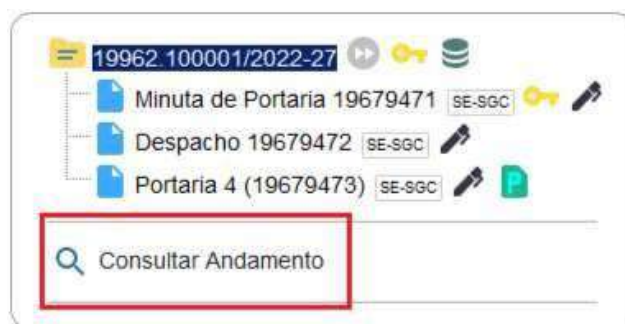 19962.100001/2022-27
Minuta de Portaria 19679471 SE-SGC
Despacho 19679472 SE-SGC
Portaria 4 (19679473) SE-SGC P
Consultar Andamento